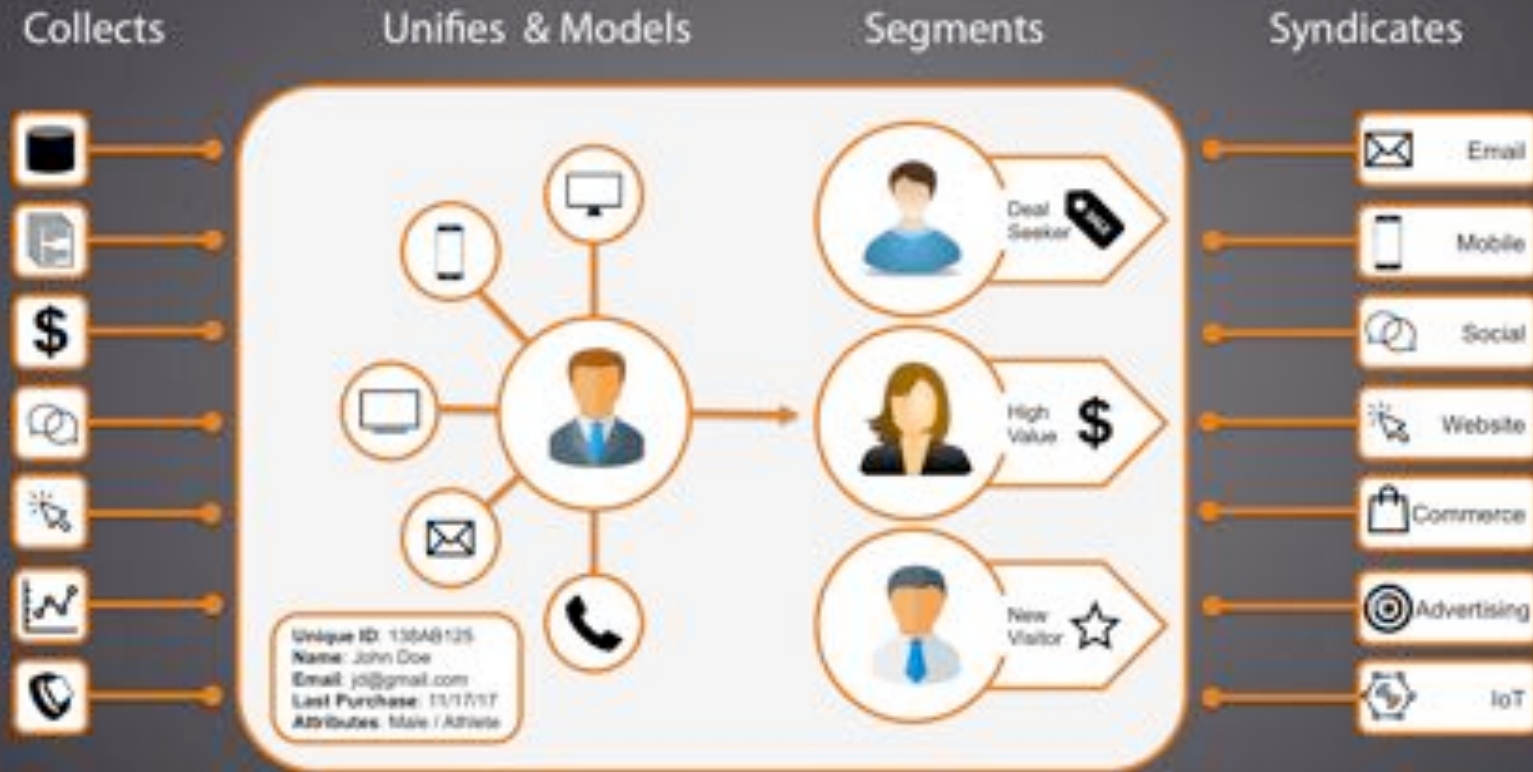 Collects
Unifies & Models
Segments
Syndicates
Deal
Seeker
High
Value
New
Visitor
Unique ID: 138AB125
Name: John Doe
Email: jd@gmail.com
Last Purchase: 11/17/17
Attributes: Male / Athlete
Email
Mobile
Social
Website
Commerce
Advertising
IoT
$
$